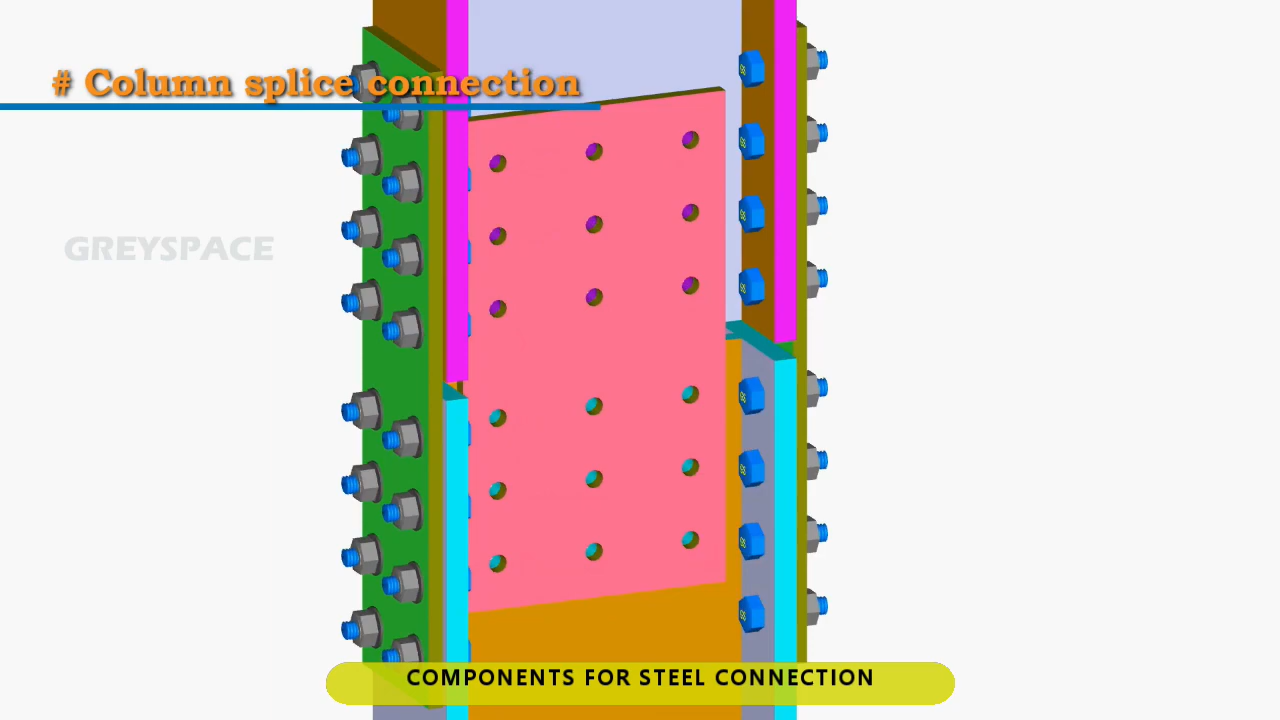 # Column splice connection
GREYSPACE
COMPONENTS FOR STEEL CONNECTION